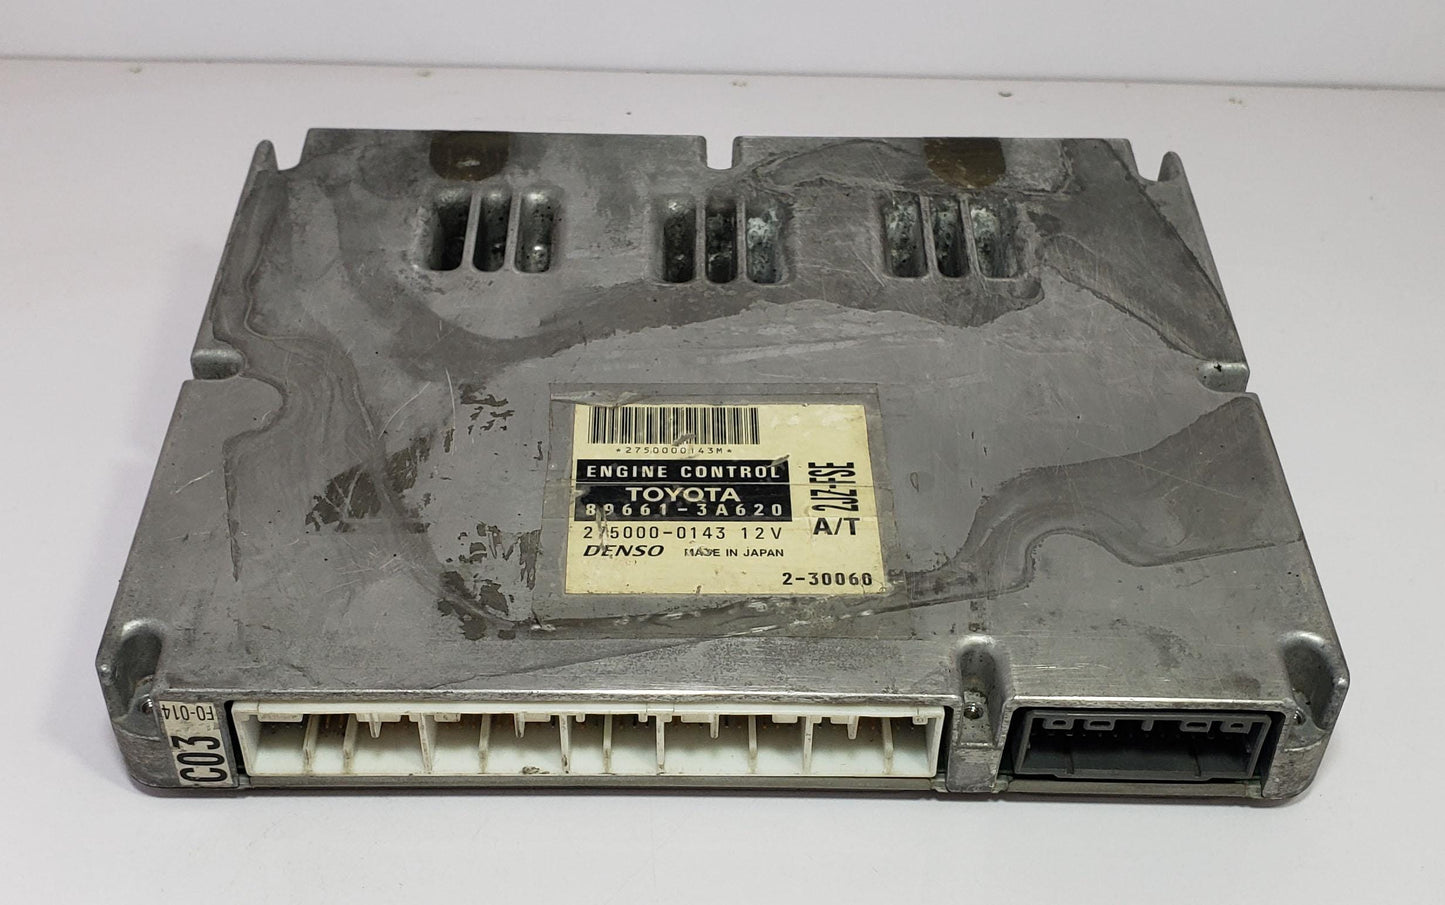 *2750000143M*
ENGINE CONTROL
TOYOTA
89661-3A620
275000-0143 12V
DENSO MADE IN JAPAN
2JZ-FSE
A/T
2-30060
F0-014
C03